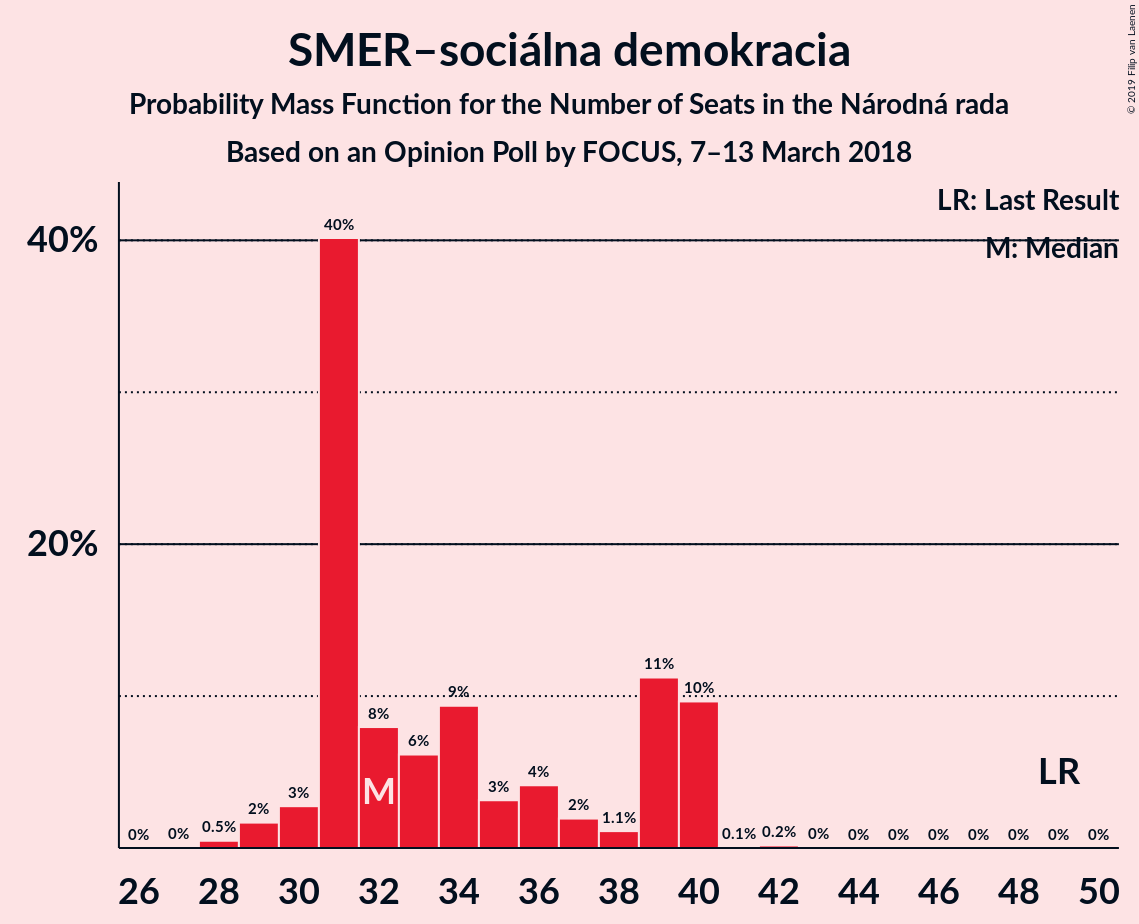 SMER–sociálna demokracia
Probability Mass Function for the Number of Seats in the Národná rada
Based on an Opinion Poll by FOCUS, 7–13 March 2018
© 2019 Filip van Laenen
LR: Last Result
M: Median
40%
20%
0% 0% 0.5% 2% 3% 40% 8% 6% 9% 3% 4% 2% 1.1% 11% 10% 0.1% 0.2% 0% 0% 0% 0% 0% 0% 0% 0%
M
LR
26 28 30 32 34 36 38 40 42 44 46 48 50